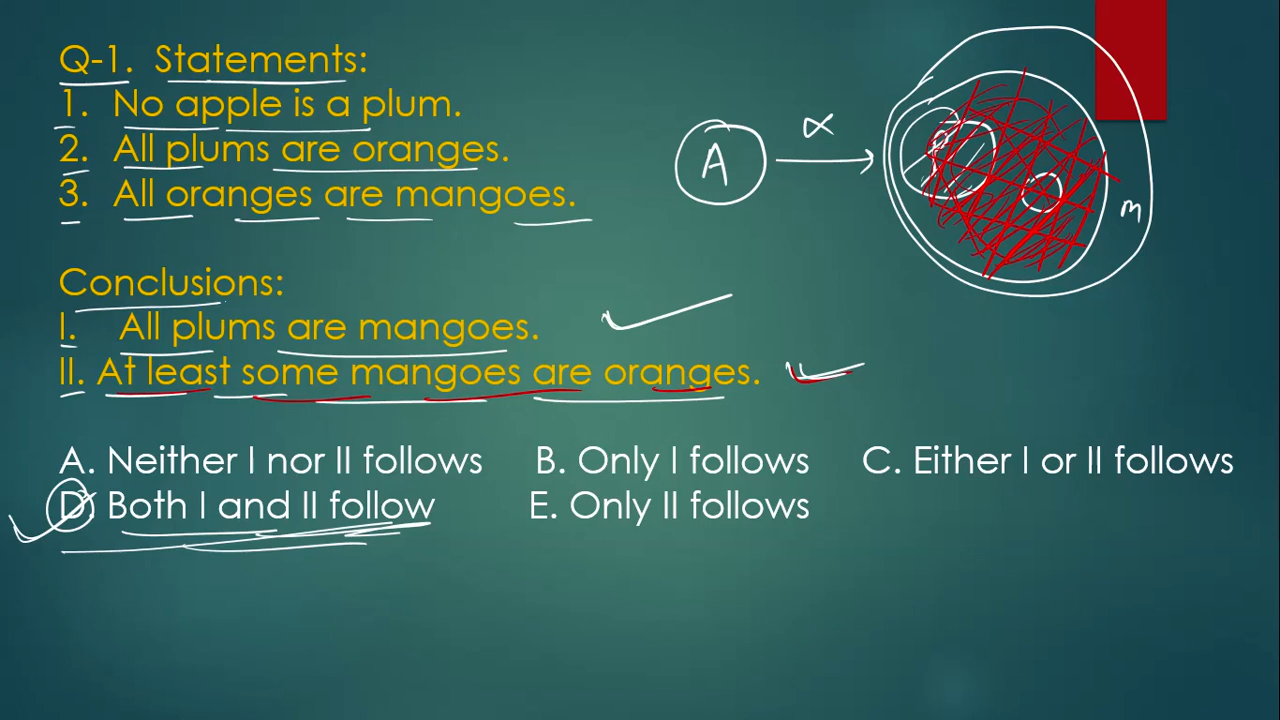 Q-1. Statements:
1. No apple is a plum.
2. All plums are oranges.
3. All oranges are mangoes.
A
∝
m
Conclusions:
I. All plums are mangoes.
II. At least some mangoes are oranges.
A. Neither I nor II follows B. Only I follows C. Either I or II follows
D. Both I and II follow E. Only II follows